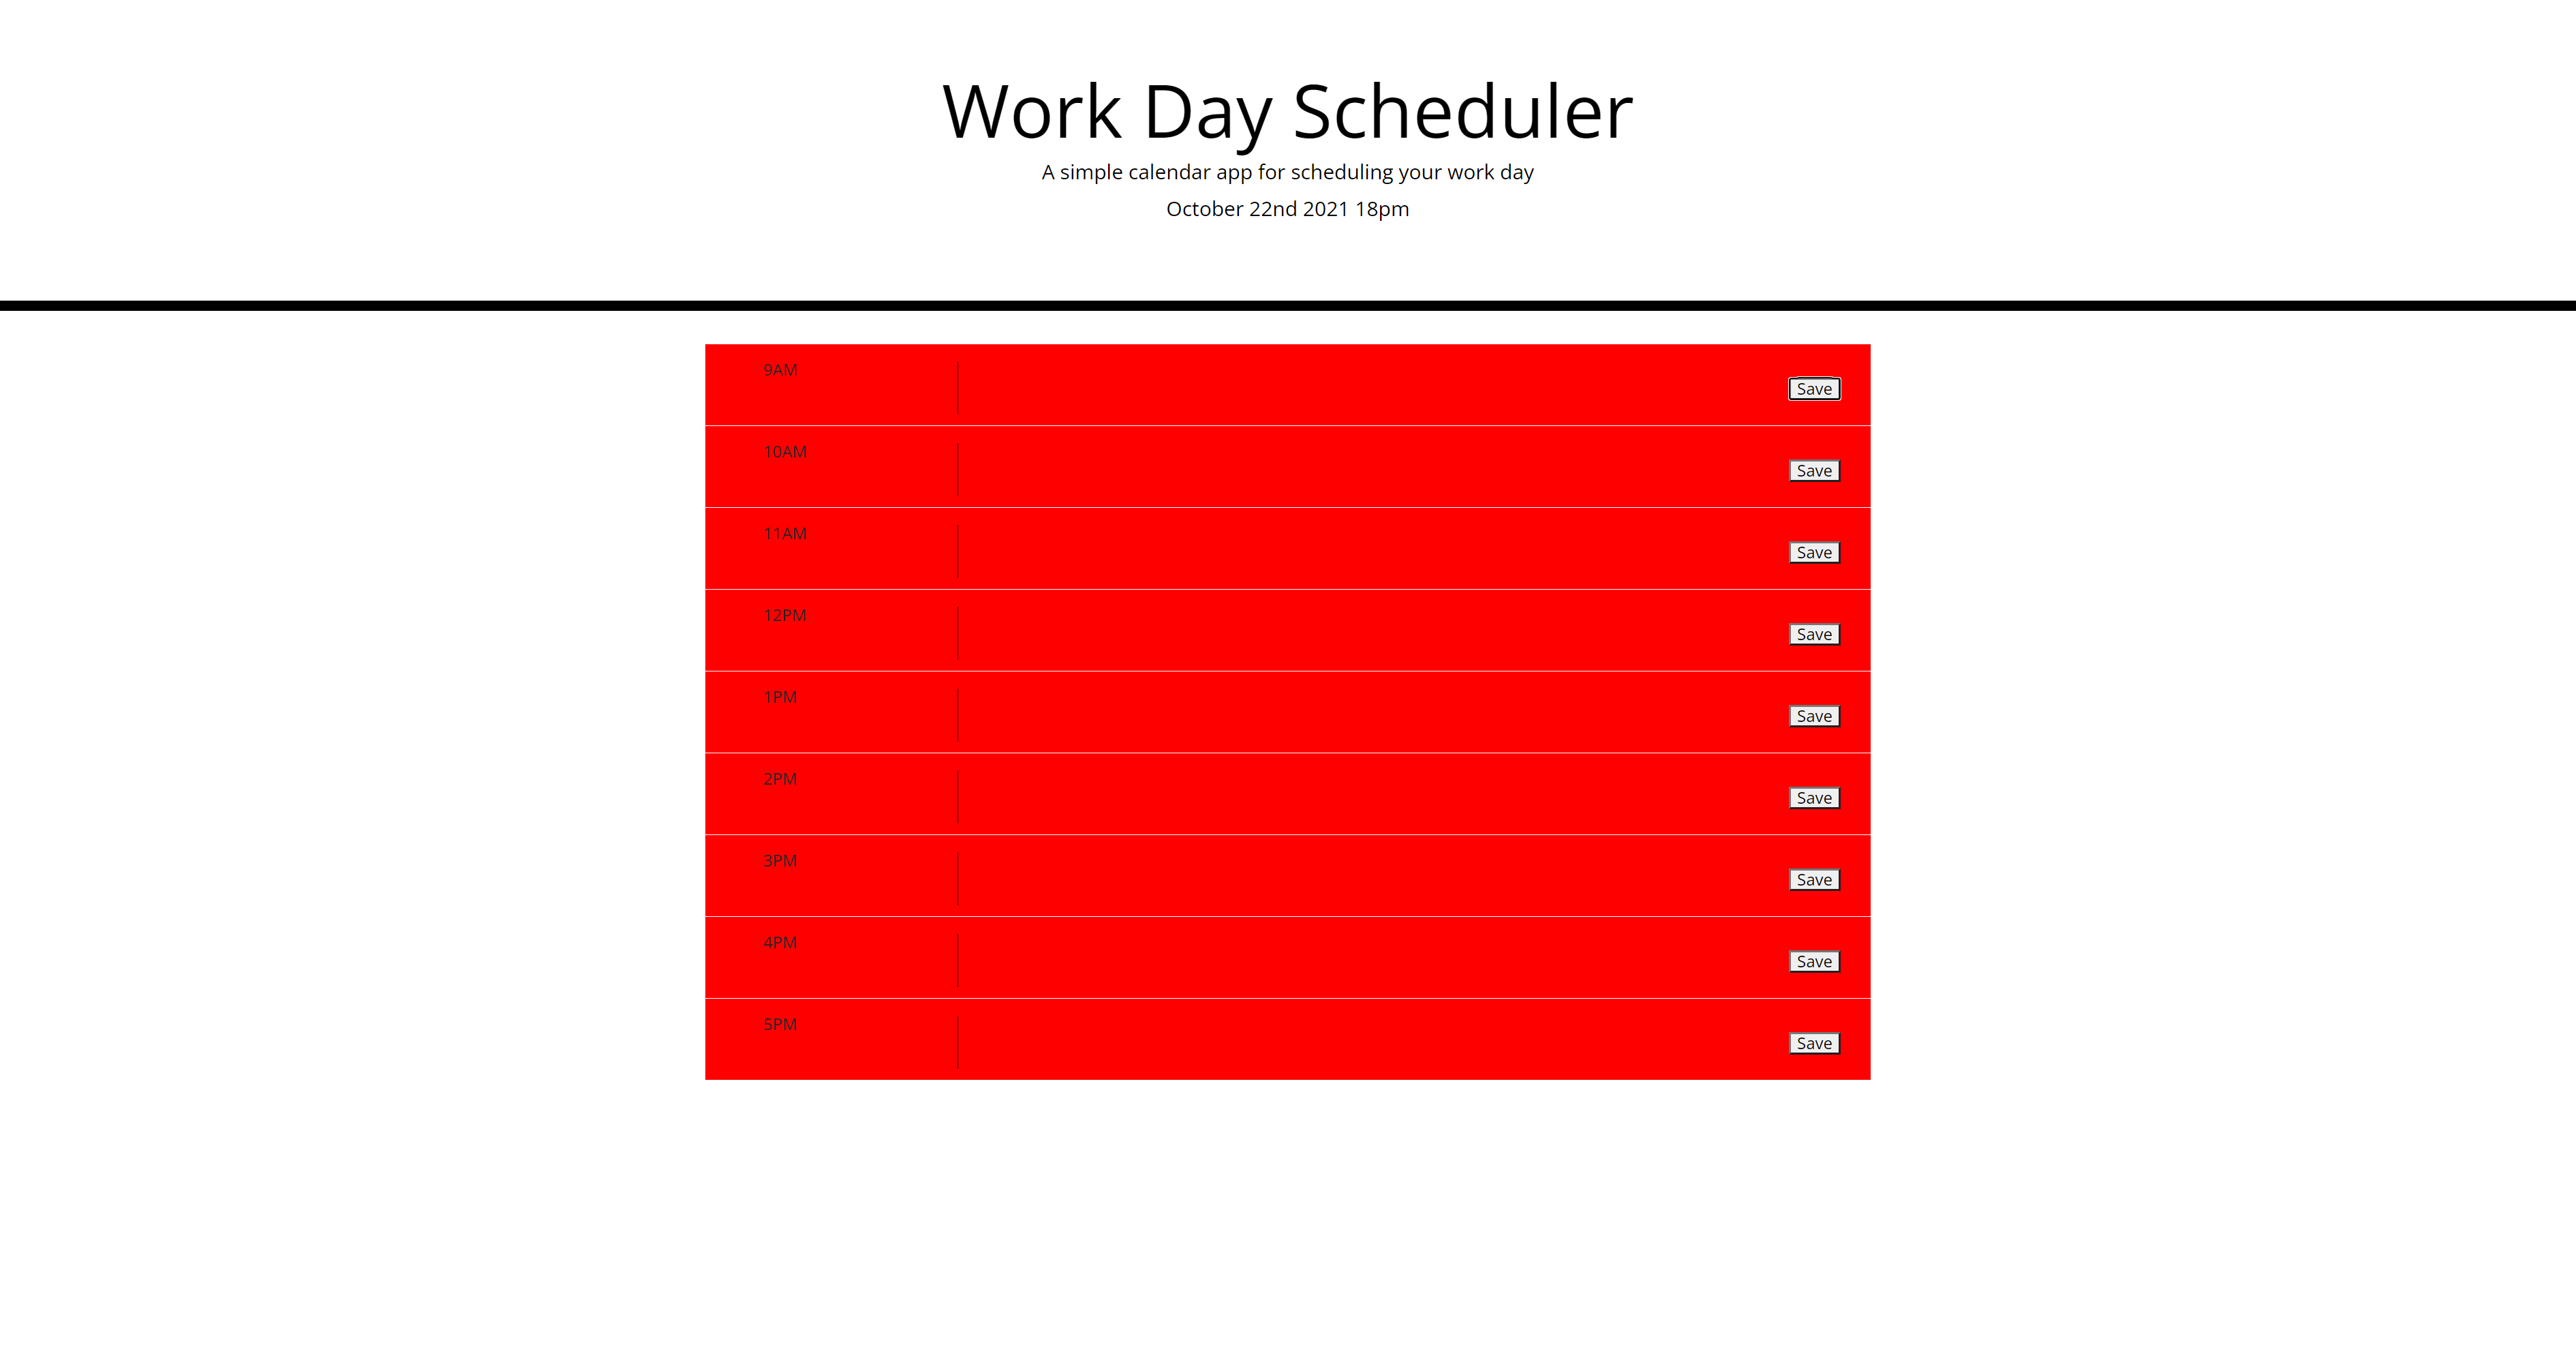 Work Day Scheduler
A simple calendar app for scheduling your work day
October 22nd 2021 18pm
9AM
Save
10AM
Save
11AM
Save
12PM
Save
1PM
Save
2PM
Save
3PM
Save
4PM
Save
5PM
Save